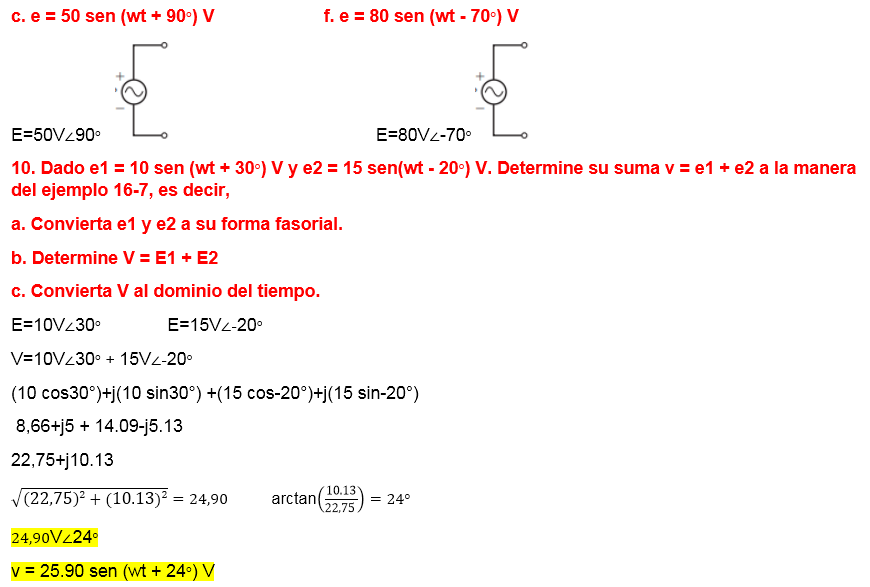 c. e = 50 sen (wt + 90°) V f. e = 80 sen (wt - 70°) V
+ +
− −
E=50V∠90° E=80V∠-70°
10. Dado e1 = 10 sen (wt + 30°) V y e2 = 15 sen(wt - 20°) V. Determine su suma v = e1 + e2 a la manera
del ejemplo 16-7, es decir,
a. Convierta e1 y e2 a su forma fasorial.
b. Determine V = E1 + E2
c. Convierta V al dominio del tiempo.
E=10V∠30° E=15V∠-20°
V=10V∠30° + 15V∠-20°
(10 cos30°)+j(10 sin30°) +(15 cos-20°)+j(15 sin-20°)
8,66+j5 + 14.09-j5.13
22,75+j10.13
√(22,75)² + (10.13)² = 24,90 arctan(10.13/22,75) = 24°
24,90V∠24°
v = 25.90 sen (wt + 24°) V